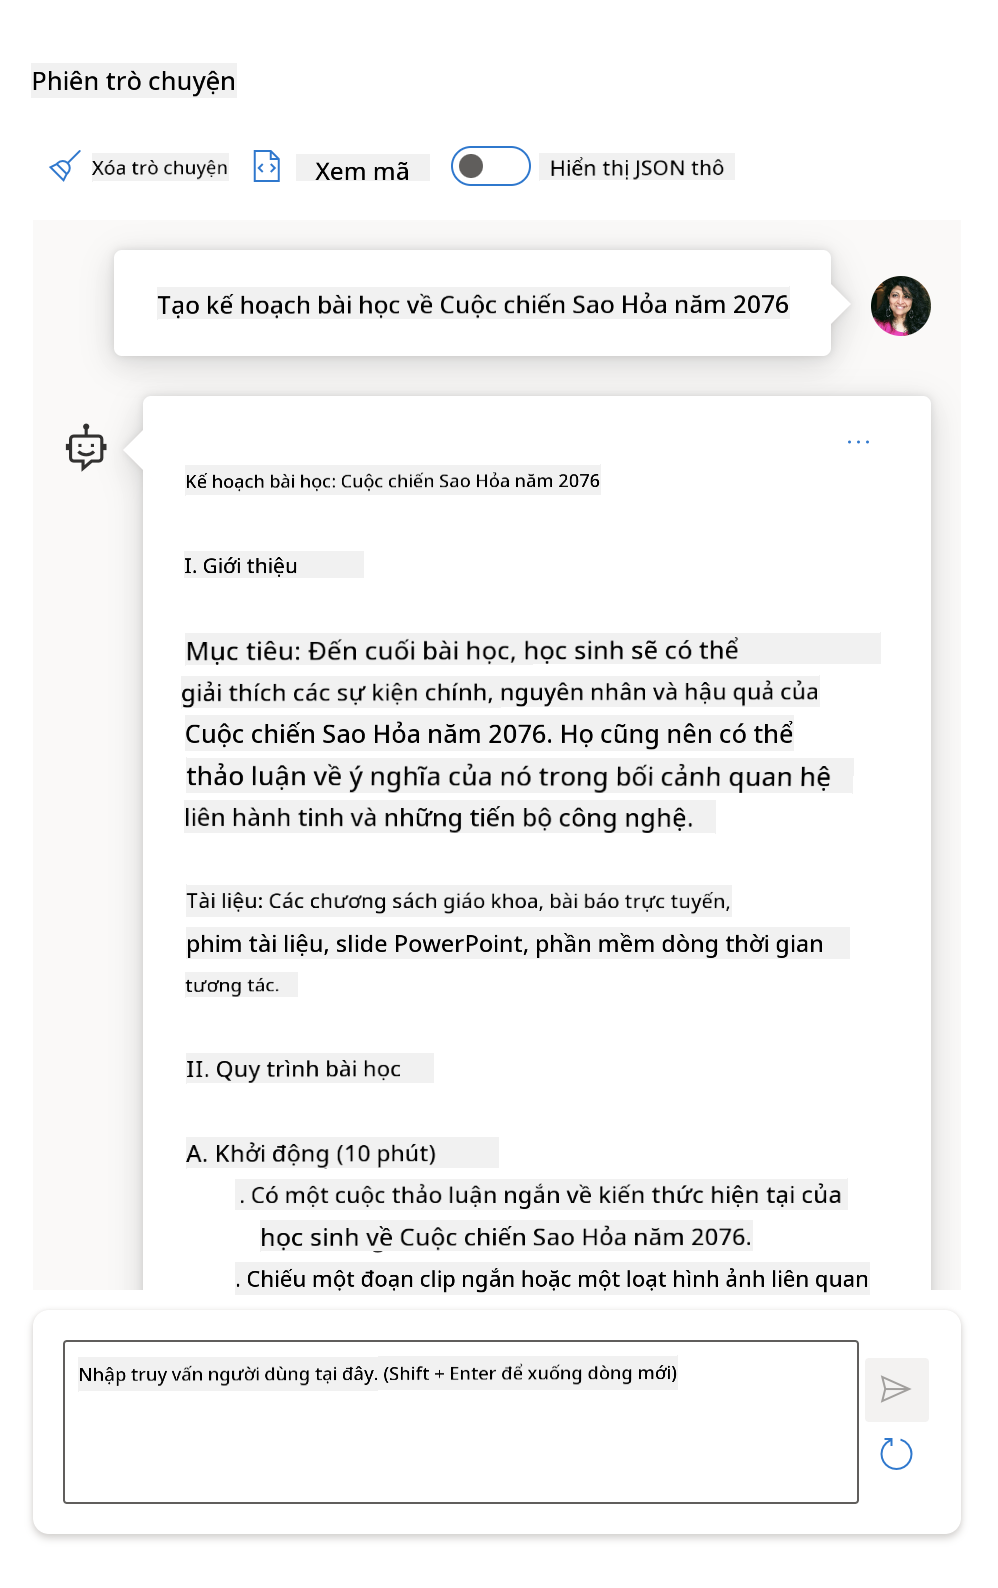 Phiên trò chuyện
Xóa trò chuyện
Xem mã
Hiển thị JSON thô
Tạo kế hoạch bài học về Cuộc chiến Sao Hỏa năm 2076
Kế hoạch bài học: Cuộc chiến Sao Hỏa năm 2076
I. Giới thiệu
Mục tiêu: Đến cuối bài học, học sinh sẽ có thể
giải thích các sự kiện chính, nguyên nhân và hậu quả của
Cuộc chiến Sao Hỏa năm 2076. Họ cũng nên có thể
thảo luận về ý nghĩa của nó trong bối cảnh quan hệ
liên hành tinh và những tiến bộ công nghệ.
Tài liệu: Các chương sách giáo khoa, bài báo trực tuyến,
phim tài liệu, slide PowerPoint, phần mềm dòng thời gian
tương tác.
II. Quy trình bài học
A. Khởi động (10 phút)
. Có một cuộc thảo luận ngắn về kiến thức hiện tại của
học sinh về Cuộc chiến Sao Hỏa năm 2076.
. Chiếu một đoạn clip ngắn hoặc một loạt hình ảnh liên quan
Nhập truy vấn người dùng tại đây. (Shift + Enter để xuống dòng mới)